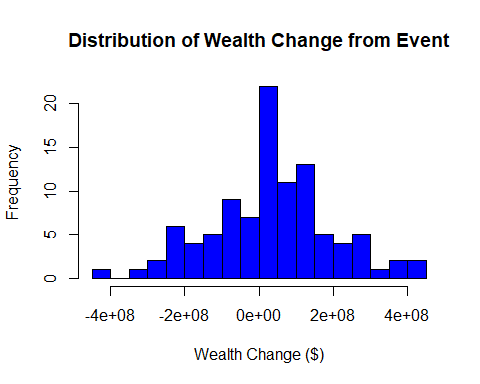 Distribution of Wealth Change from Event
Frequency
20
15
10
5
0
-4e+08 -2e+08 0e+00 2e+08 4e+08
Wealth Change ($)